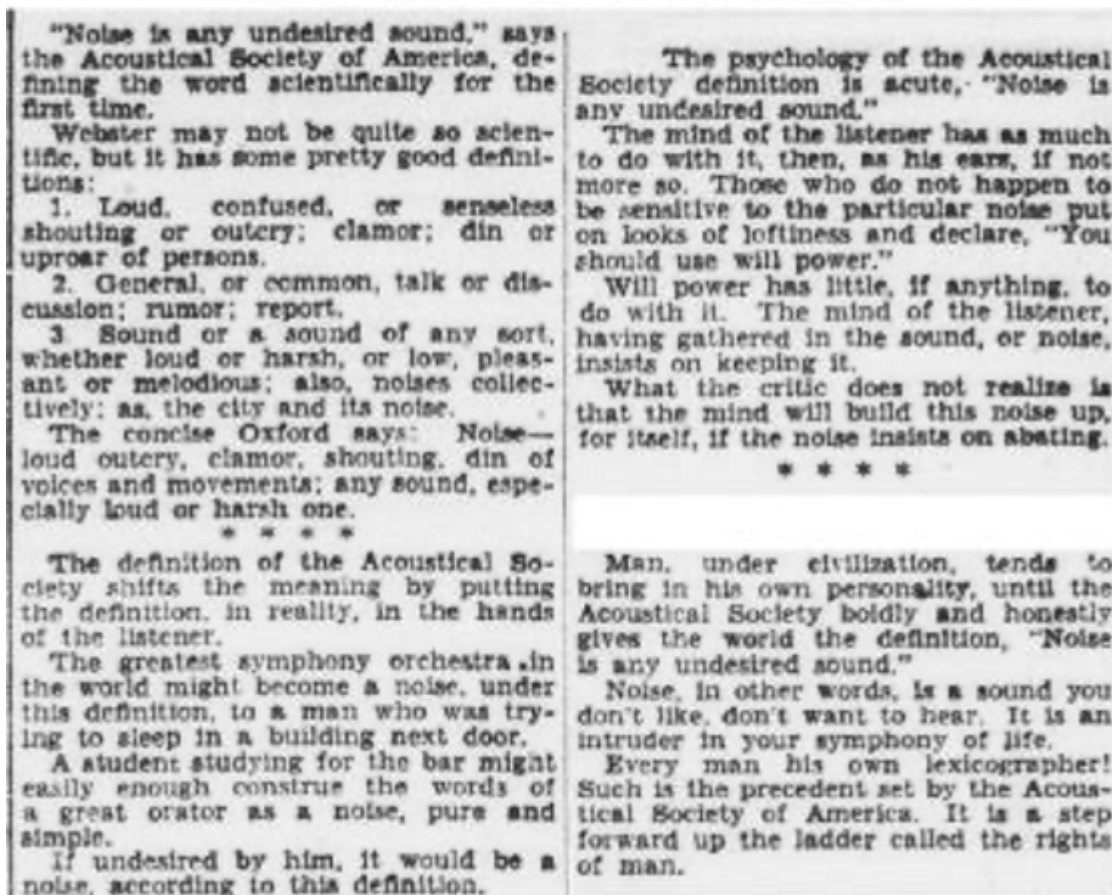 "Noise is any undesired sound," says
the Acoustical Society of America, de-
fining the word scientifically for the
first time.
Webster may not be quite so scien-
tific, but it has some pretty good defini-
tions:
1. Loud, confused, or senseless
shouting or outcry; clamor; din or
uproar of persons.
2. General, or common, talk or dis-
cussion; rumor; report.
3 Sound or a sound of any sort,
whether loud or harsh, or low, pleas-
ant or melodious; also, noises collec-
tively; as, the city and its noise.
The concise Oxford says: Noise—
loud outcry, clamor, shouting, din of
voices and movements; any sound, espe-
cially loud or harsh one.
* * * *
The definition of the Acoustical So-
ciety shifts the meaning by putting
the definition, in reality, in the hands
of the listener.
The greatest symphony orchestra in
the world might become a noise, under
this definition, to a man who was try-
ing to sleep in a building next door.
A student studying for the bar might
easily enough construe the words of
a great orator as a noise, pure and
simple.
If undesired by him, it would be a
noise, according to this definition.
The psychology of the Acoustical
Society definition is acute, "Noise is
any undesired sound."
The mind of the listener has as much
to do with it, then, as his ears, if not
more so. Those who do not happen to
be sensitive to the particular noise put
on looks of loftiness and declare, "You
should use will power."
Will power has little, if anything, to
do with it. The mind of the listener,
having gathered in the sound, or noise,
insists on keeping it.
What the critic does not realize is
that the mind will build this noise up,
for itself, if the noise insists on abating.
* * * *
Man, under civilization, tends to
bring in his own personality, until the
Acoustical Society boldly and honestly
gives the world the definition, "Noise
is any undesired sound."
Noise, in other words, is a sound you
don't like, don't want to hear. It is an
intruder in your symphony of life.
Every man his own lexicographer!
Such is the precedent set by the Acous-
tical Society of America. It is a step
forward up the ladder called the rights
of man.